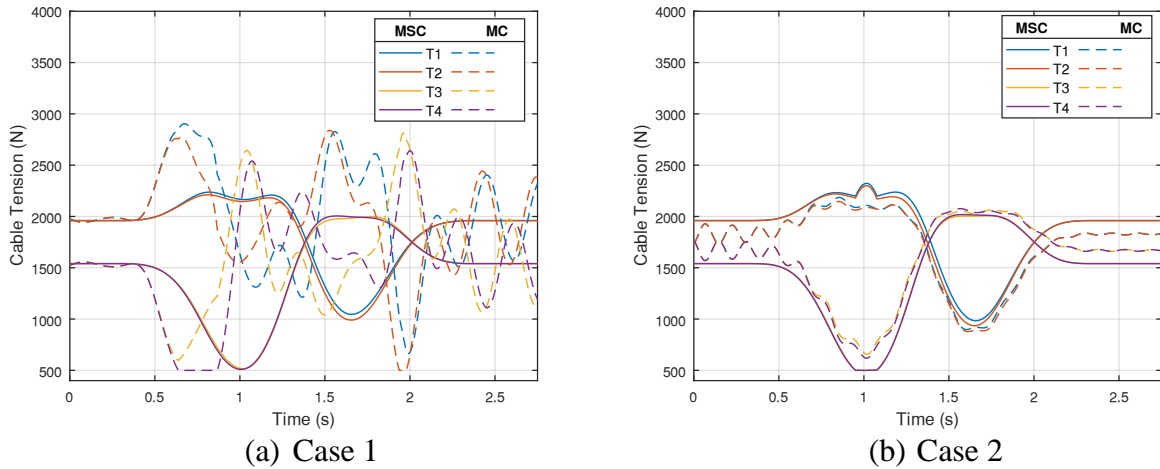 4000
3500
3000
2500
2000
1500
1000
500
Cable Tension (N)
MSC MC
T1
T2
T3
T4
0 0.5 1 1.5 2 2.5
Time (s)
(a) Case 1
4000
3500
3000
2500
2000
1500
1000
500
Cable Tension (N)
MSC MC
T1
T2
T3
T4
0 0.5 1 1.5 2 2.5
Time (s)
(b) Case 2